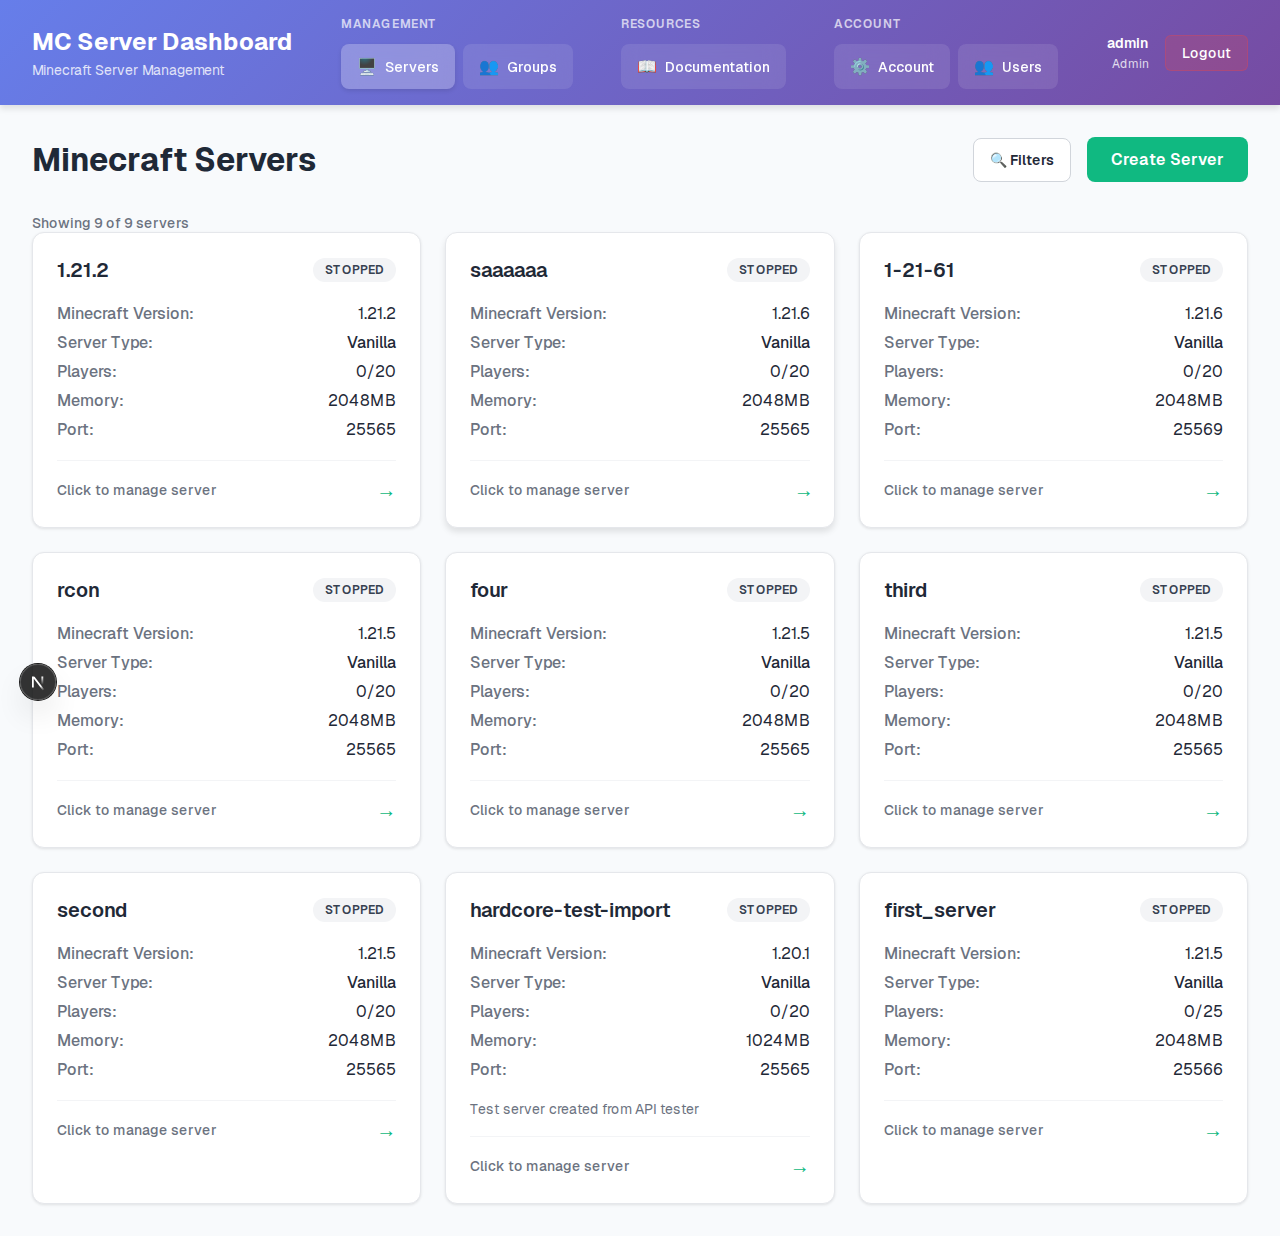 MC Server Dashboard
Minecraft Server Management
MANAGEMENT
Servers
Groups
RESOURCES
Documentation
ACCOUNT
Account
Users
admin
Admin
Logout
Minecraft Servers
Filters
Create Server
Showing 9 of 9 servers
1.21.2
STOPPED
Minecraft Version: 1.21.2
Server Type: Vanilla
Players: 0/20
Memory: 2048MB
Port: 25565
Click to manage server →
saaaaaa
STOPPED
Minecraft Version: 1.21.6
Server Type: Vanilla
Players: 0/20
Memory: 2048MB
Port: 25565
Click to manage server →
1-21-61
STOPPED
Minecraft Version: 1.21.6
Server Type: Vanilla
Players: 0/20
Memory: 2048MB
Port: 25569
Click to manage server →
rcon
STOPPED
Minecraft Version: 1.21.5
Server Type: Vanilla
Players: 0/20
Memory: 2048MB
Port: 25565
Click to manage server →
N
four
STOPPED
Minecraft Version: 1.21.5
Server Type: Vanilla
Players: 0/20
Memory: 2048MB
Port: 25565
Click to manage server →
third
STOPPED
Minecraft Version: 1.21.5
Server Type: Vanilla
Players: 0/20
Memory: 2048MB
Port: 25565
Click to manage server →
second
STOPPED
Minecraft Version: 1.21.5
Server Type: Vanilla
Players: 0/20
Memory: 2048MB
Port: 25565
Click to manage server →
hardcore-test-import
STOPPED
Minecraft Version: 1.20.1
Server Type: Vanilla
Players: 0/20
Memory: 1024MB
Port: 25565
Test server created from API tester
Click to manage server →
first_server
STOPPED
Minecraft Version: 1.21.5
Server Type: Vanilla
Players: 0/25
Memory: 2048MB
Port: 25566
Click to manage server →